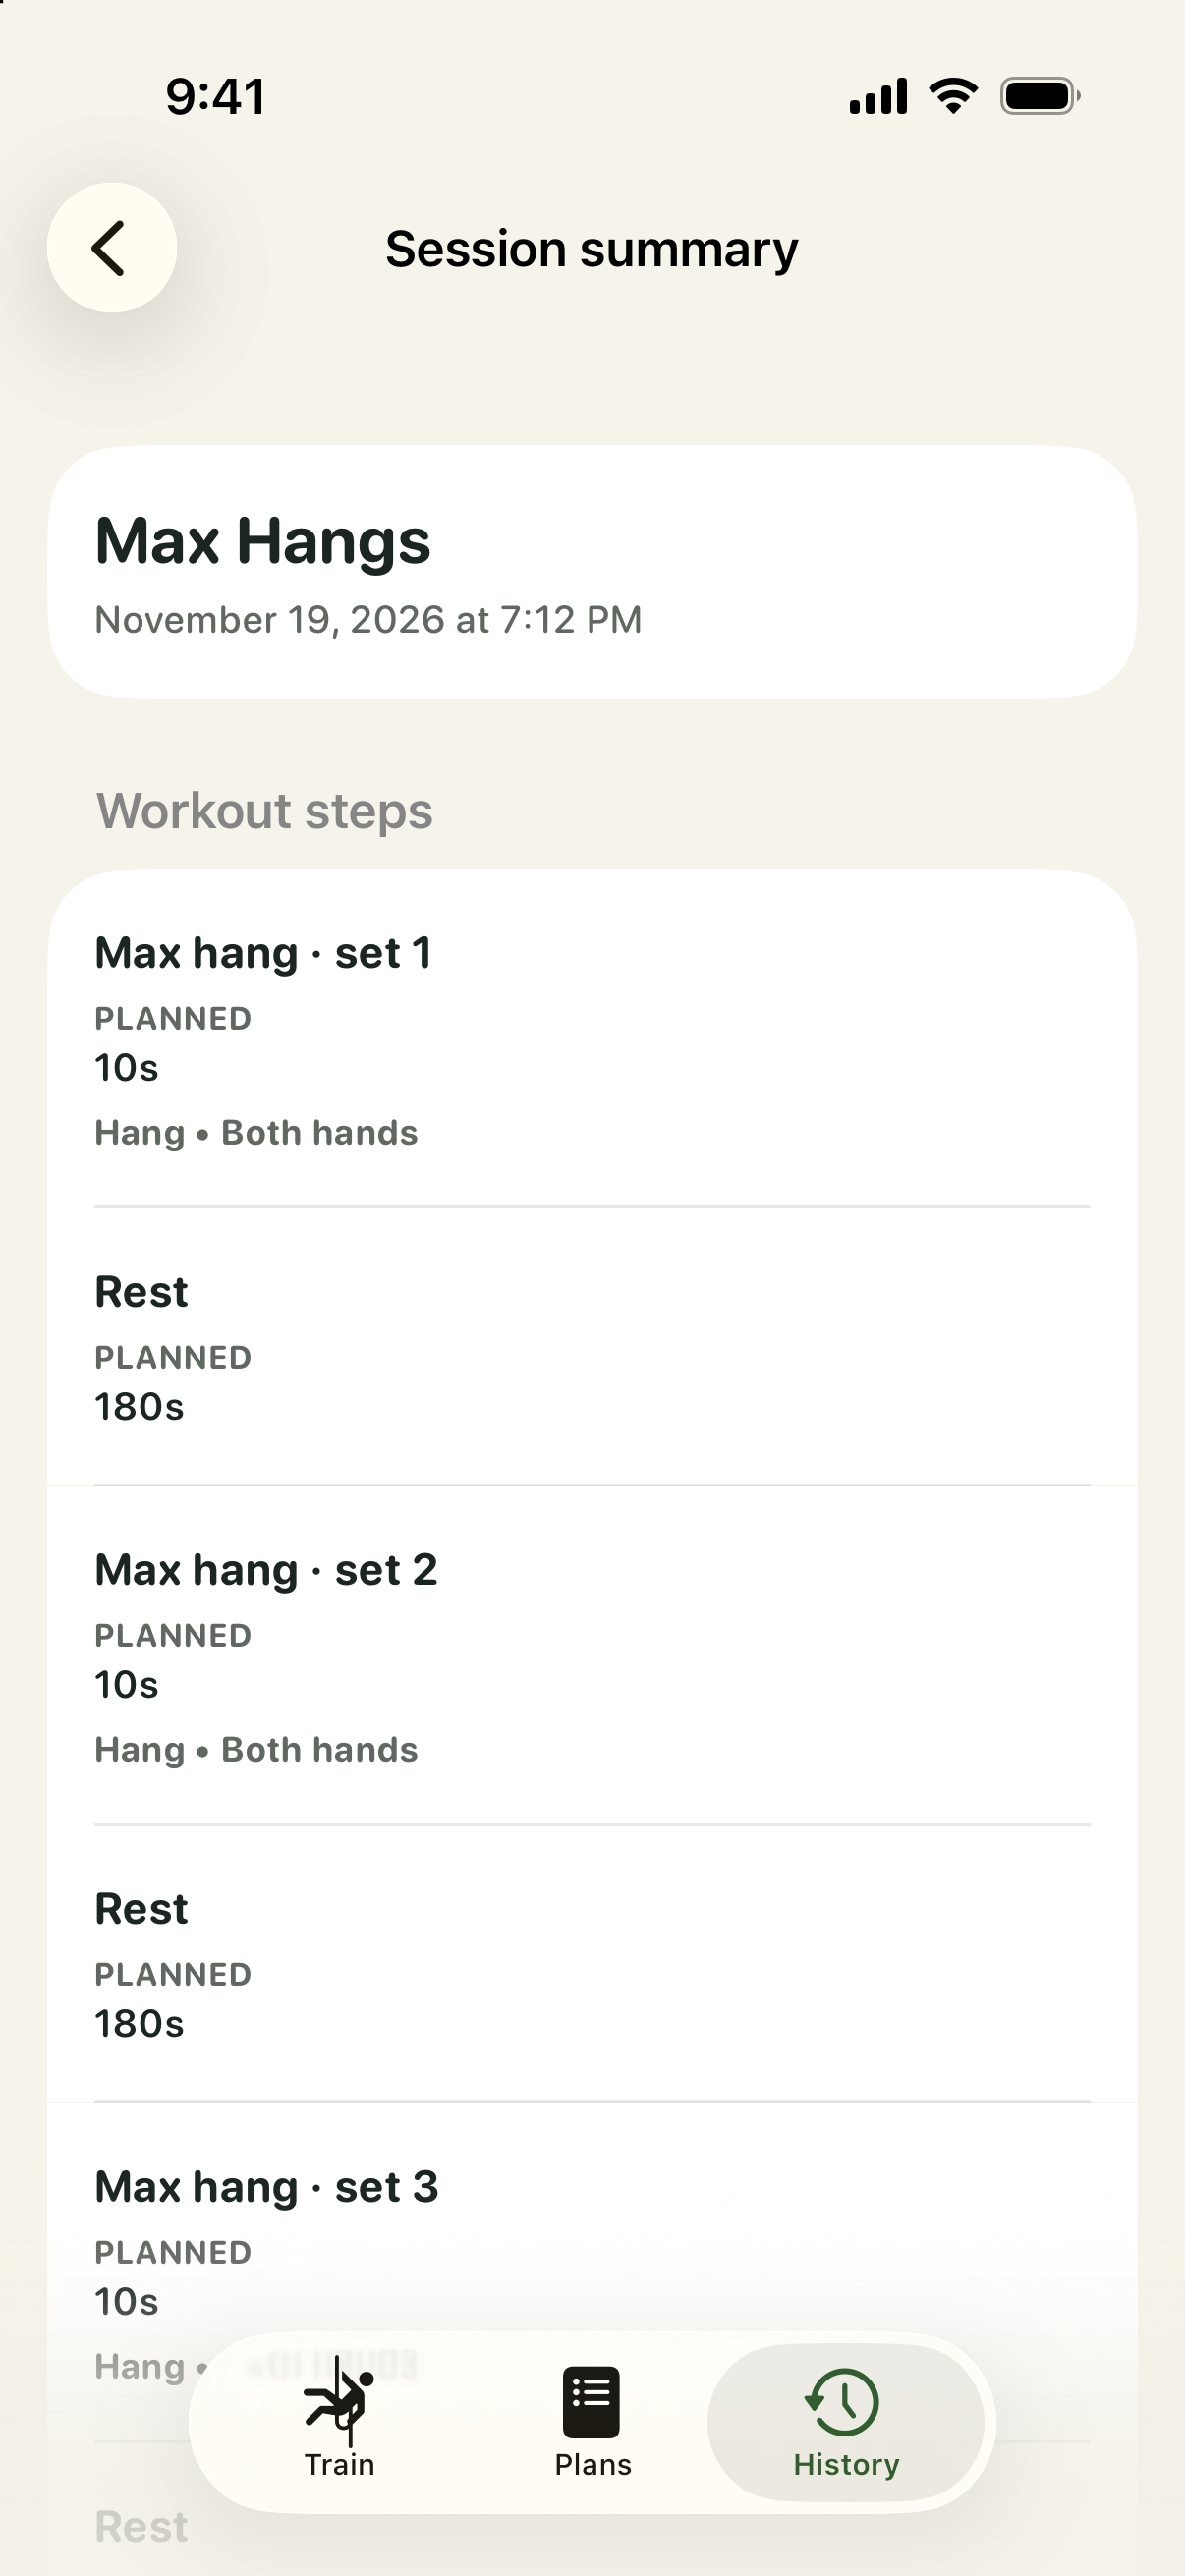 9:41
Session summary
Max Hangs
November 19, 2026 at 7:12 PM
Workout steps
Max hang · set 1
PLANNED
10s
Hang • Both hands
Rest
PLANNED
180s
Max hang · set 2
PLANNED
10s
Hang • Both hands
Rest
PLANNED
180s
Max hang · set 3
PLANNED
10s
Hang •
Train
Plans
History
Rest